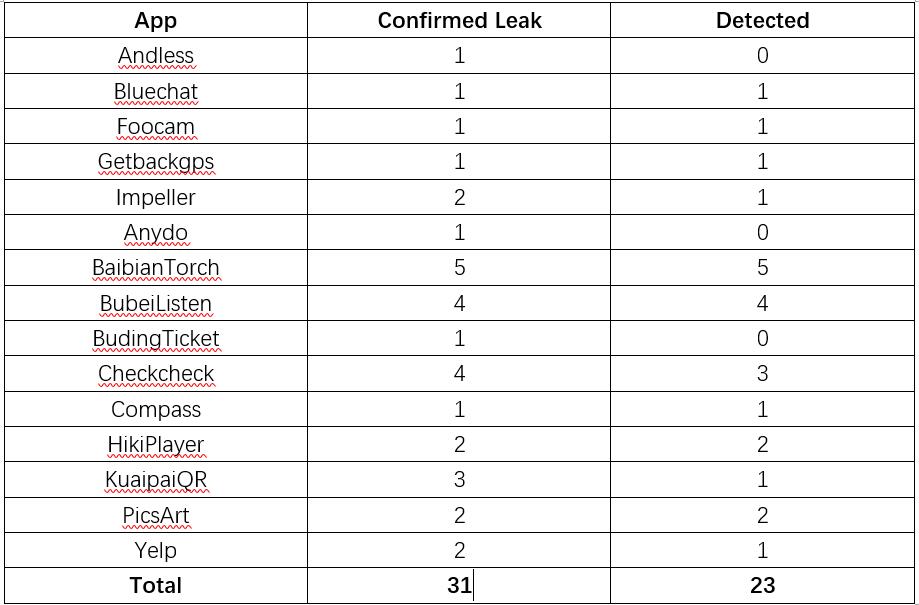 App Confirmed Leak Detected
Andless 1 0
Bluechat 1 1
Foocam 1 1
Getbackgps 1 1
Impeller 2 1
Anydo 1 0
BaibianTorch 5 5
BubeiListen 4 4
BudingTicket 1 0
Checkcheck 4 3
Compass 1 1
HikiPlayer 2 2
KuaipaiQR 3 1
PicsArt 2 2
Yelp 2 1
Total 31 23